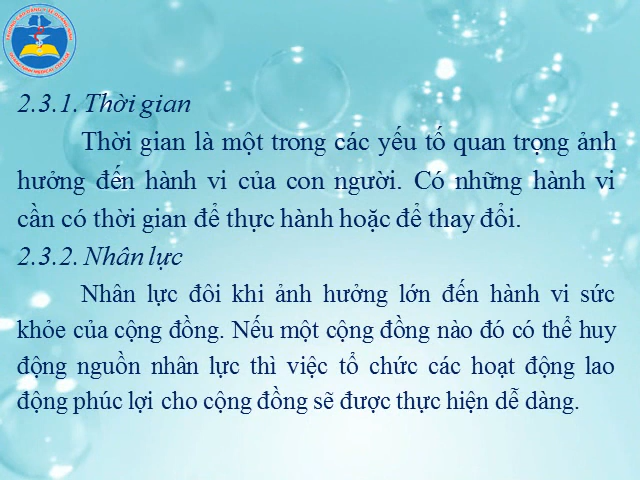 2.3.1. Thời gian
Thời gian là một trong các yếu tố quan trọng ảnh
hưởng đến hành vi của con người. Có những hành vi
cần có thời gian để thực hành hoặc để thay đổi.
2.3.2. Nhân lực
Nhân lực đôi khi ảnh hưởng lớn đến hành vi sức
khỏe của cộng đồng. Nếu một cộng đồng nào đó có thể huy
động nguồn nhân lực thì việc tổ chức các hoạt động lao
động phúc lợi cho cộng đồng sẽ được thực hiện dễ dàng.